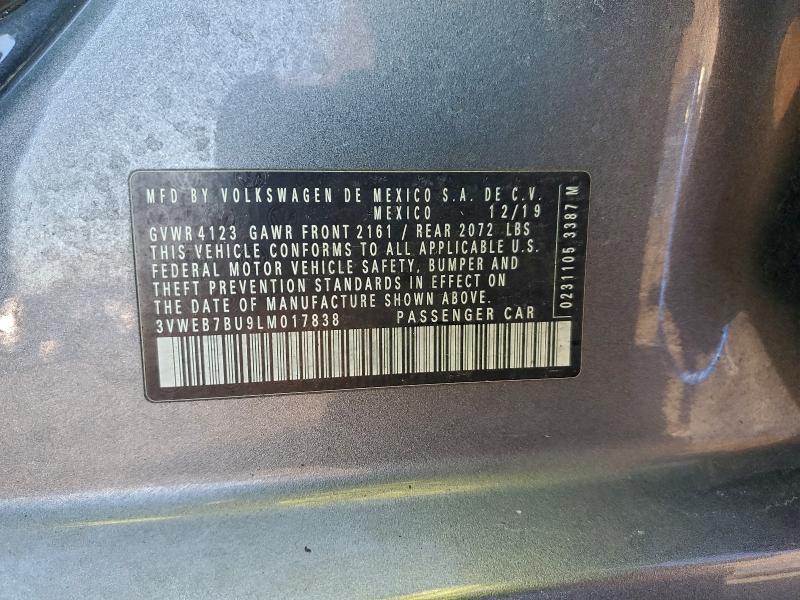 MFD BY VOLKSWAGEN DE MEXICO S.A. DE C.V.
MEXICO 12/19
GVWR 4123 GAWR FRONT 2161 / REAR 2072 LBS
THIS VEHICLE CONFORMS TO ALL APPLICABLE U.S.
FEDERAL MOTOR VEHICLE SAFETY, BUMPER AND
THEFT PREVENTION STANDARDS IN EFFECT ON
THE DATE OF MANUFACTURE SHOWN ABOVE.
3VWEB7BU9LM017838 PASSENGER CAR
0231105 3387 M